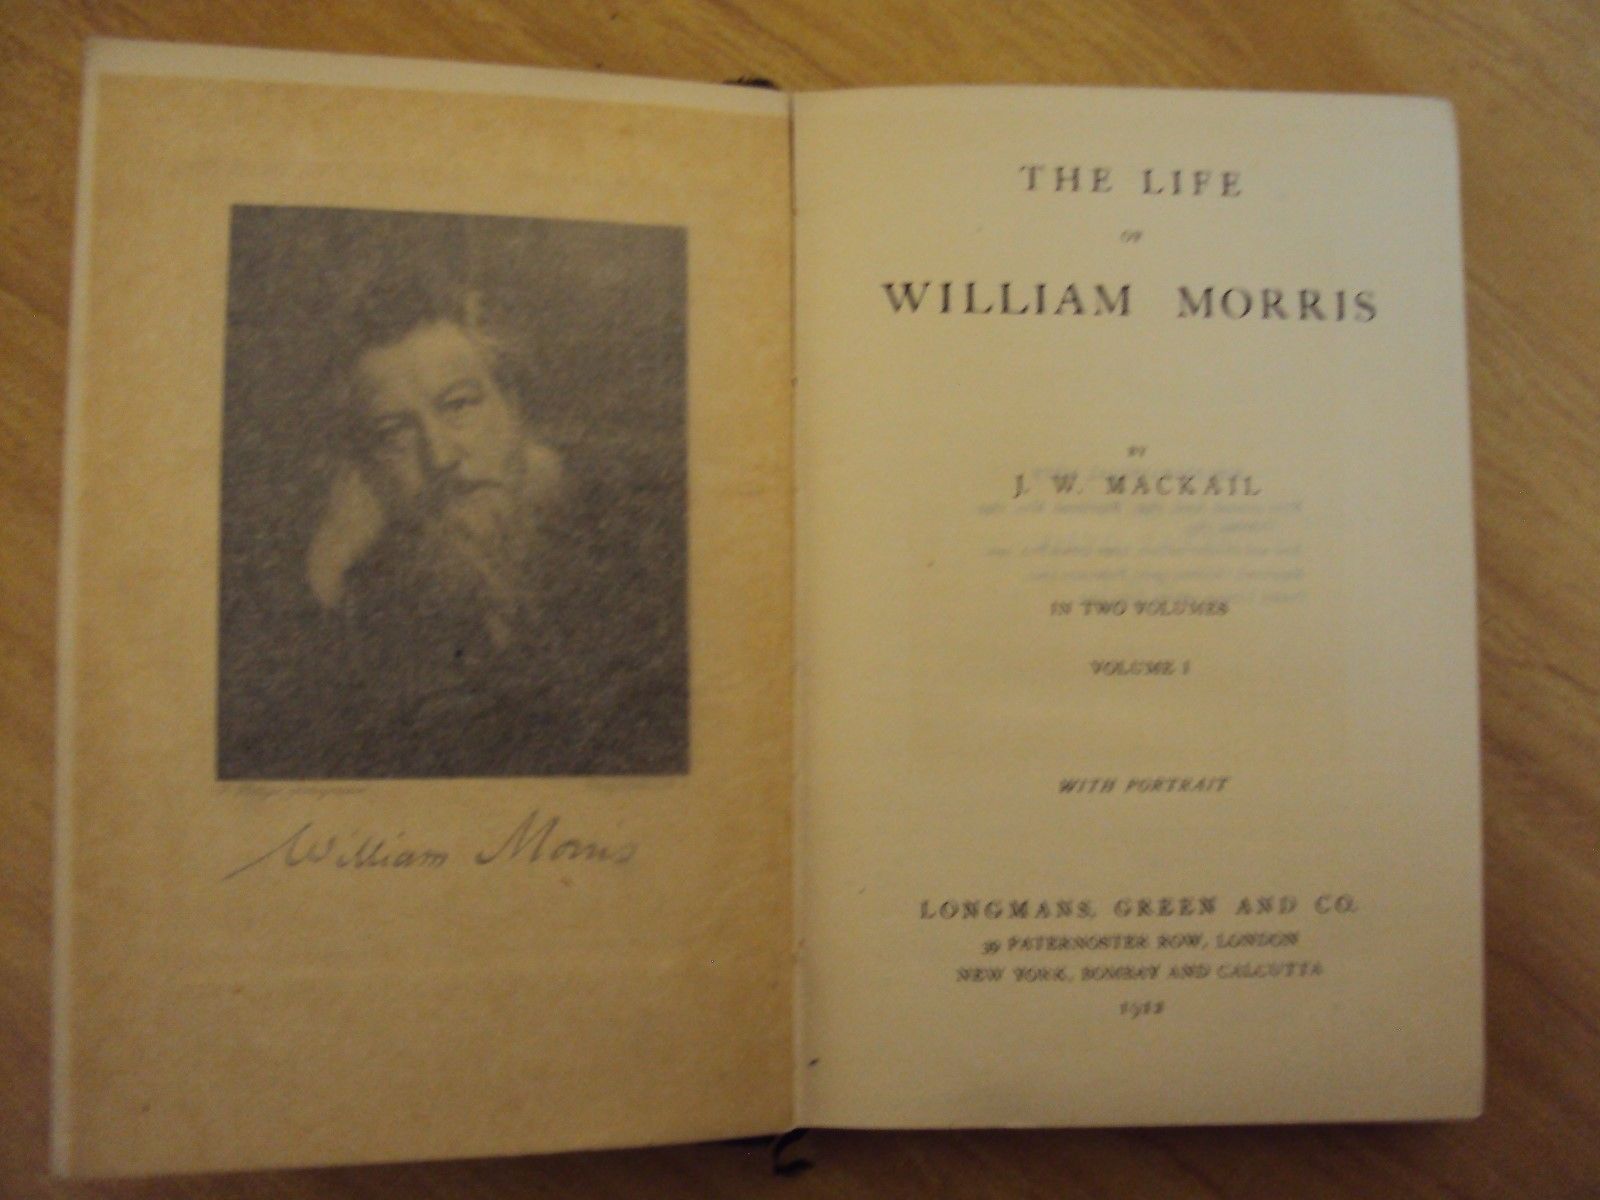 William Morris
THE LIFE
OF
WILLIAM MORRIS
BY
J. W. MACKAIL
IN TWO VOLUMES
VOLUME I
WITH PORTRAIT
LONGMANS, GREEN AND CO.
39 PATERNOSTER ROW, LONDON
NEW YORK, BOMBAY AND CALCUTTA